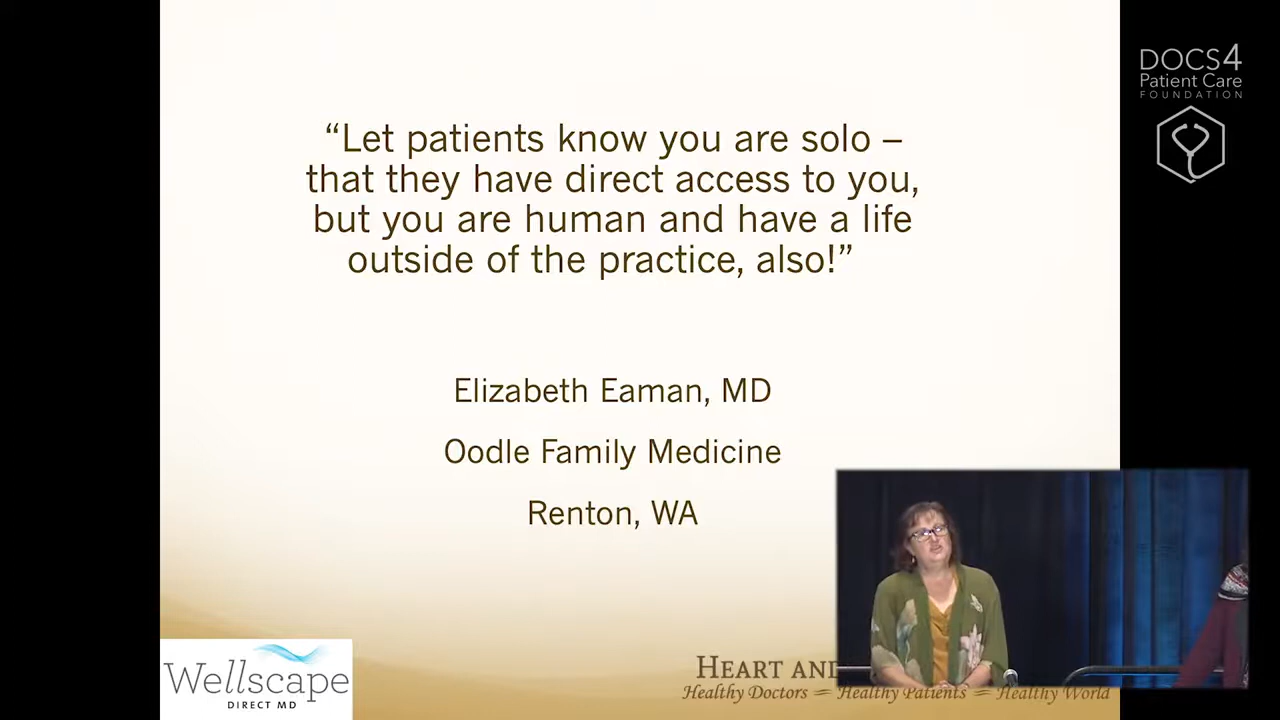 DOCS4
Patient Care
FOUNDATION
“Let patients know you are solo –
that they have direct access to you,
but you are human and have a life
outside of the practice, also!”
Elizabeth Eaman, MD
Oodle Family Medicine
Renton, WA
Wellscape
DIRECT MD
HEART AND
Healthy Doctors Healthy Patients Healthy World